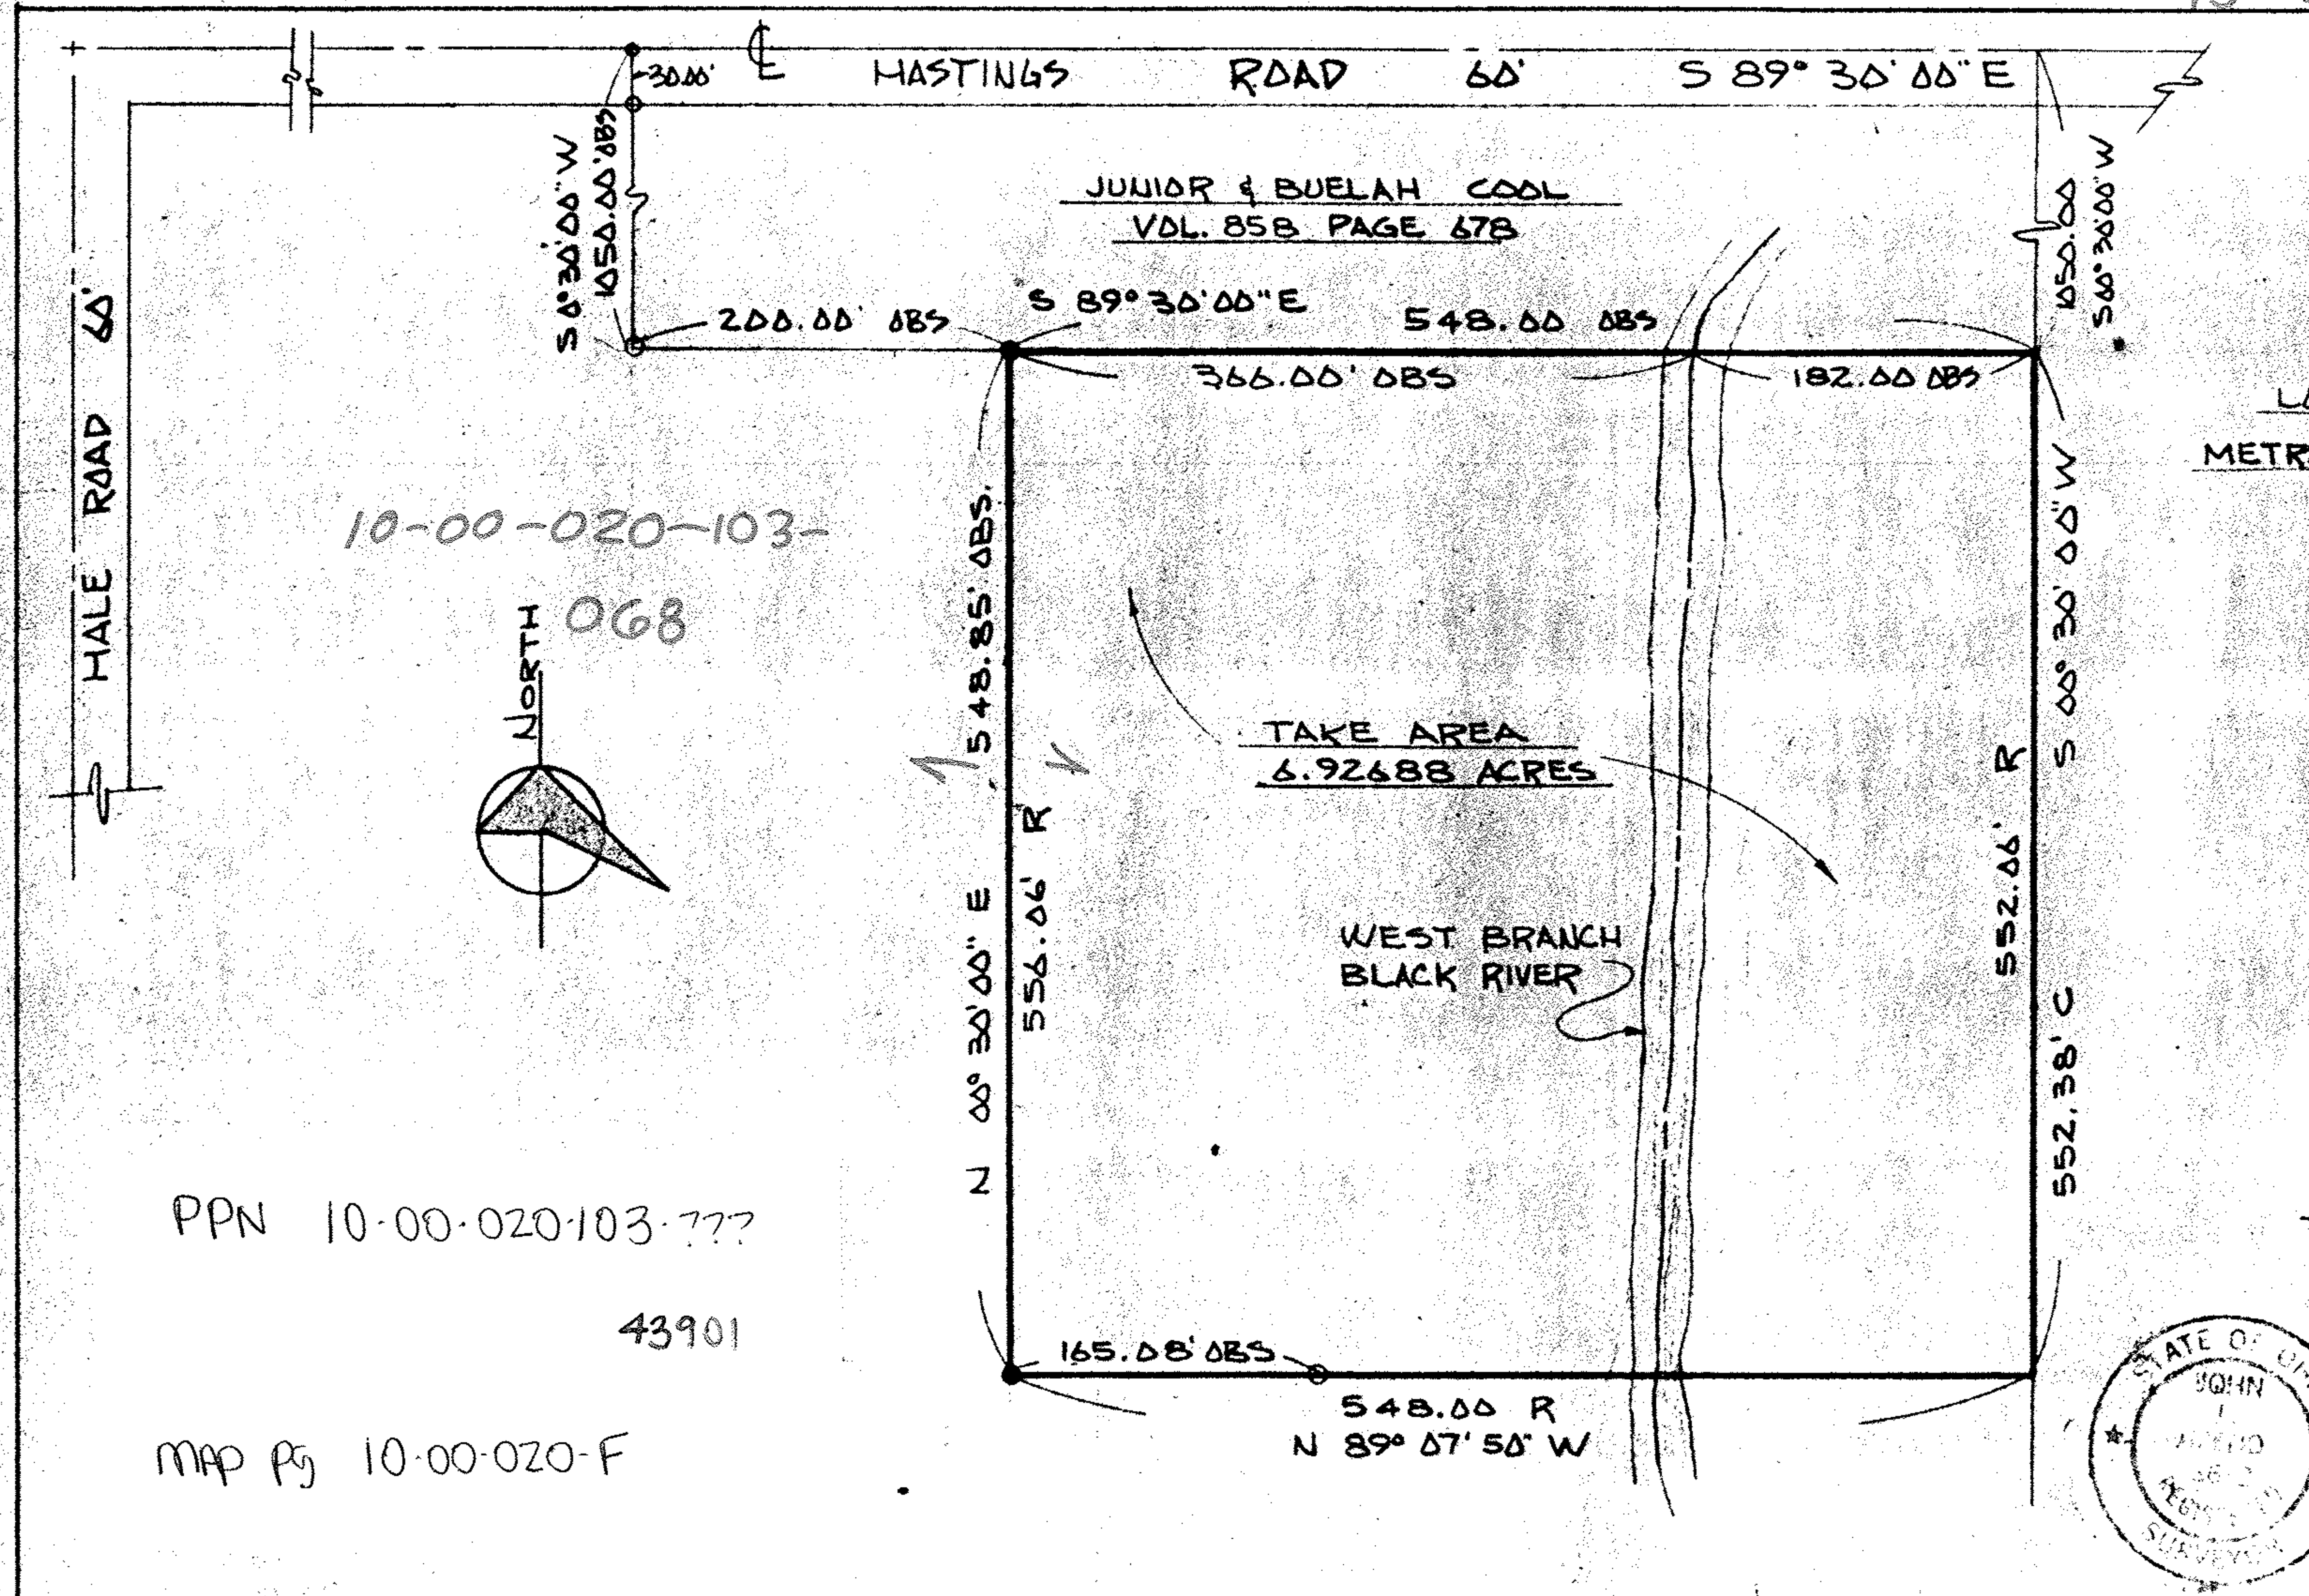 HASTINGS ROAD 60' S 89° 30' 00" E
30.00'
S 0° 30' 00" W
1050.00' OBS
JUNIOR & BUELAH COOL
VOL. 858 PAGE 678
1050.00
S 00° 30' 00" W
HALE ROAD 60'
200.00' OBS
S 89° 30' 00" E
548.00 OBS
366.00' OBS
182.00 OBS
METR
10-00-020-103-
068
NORTH
N 00° 30' 00" E 548.85' OBS.
556.06' R
TAKE AREA
6.92688 ACRES
WEST BRANCH
BLACK RIVER
552.06' R
S 00° 30' 00" W
552.38' C
PPN 10-00-020-103-???
43901
MAP Pg 10-00-020-F
165.08' OBS
548.00 R
N 89° 07' 50" W
STATE OF
JOHN
SURVEYOR